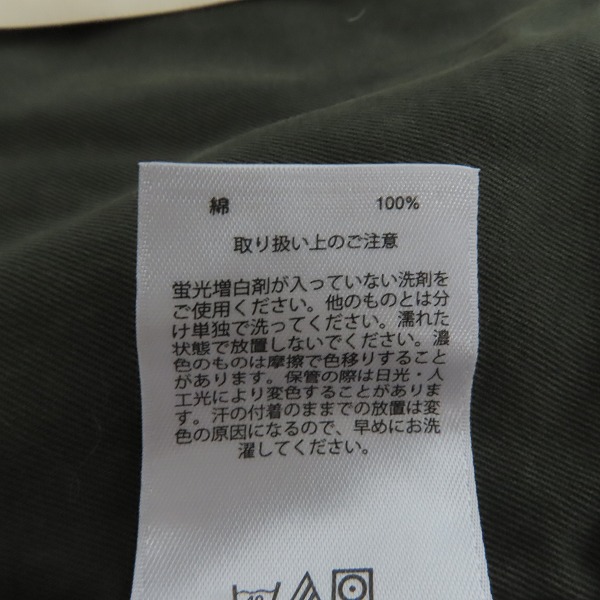 綿 100%
取り扱い上のご注意
蛍光増白剤が入っていない洗剤を
ご使用ください。他のものとは分
け単独で洗ってください。濡れた
状態で放置しないでください。濃
色のものは摩擦で色移りすること
があります。保管の際は日光・人
工光により変色することがありま
す。汗の付着のままでの放置は変
色の原因になるので、早めにお洗
濯してください。
40